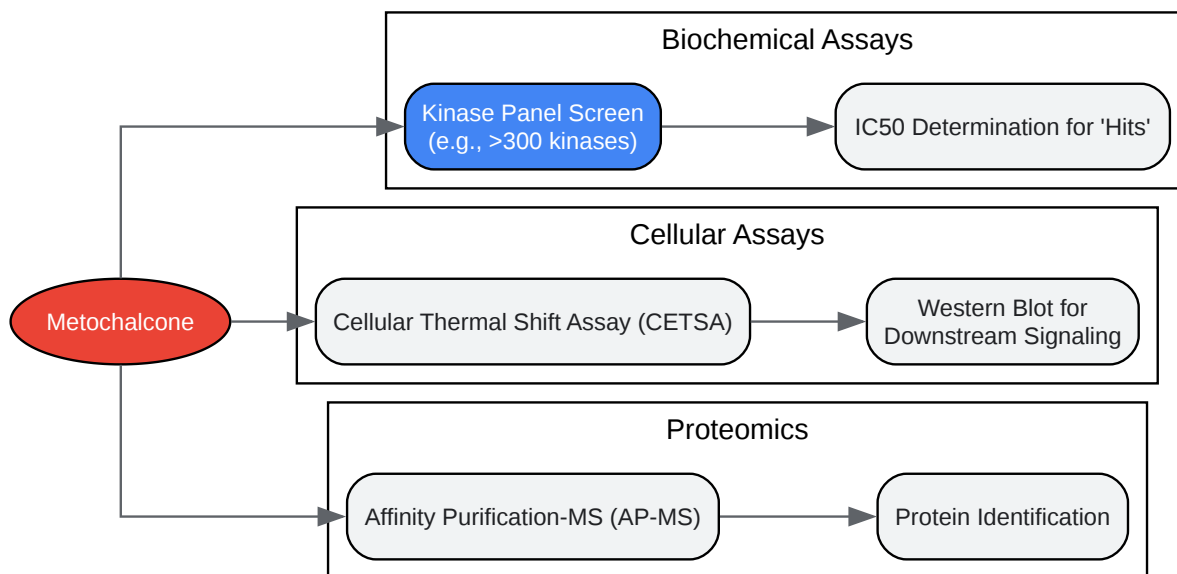 Biochemical Assays
Kinase Panel Screen
(e.g., >300 kinases)
IC50 Determination for 'Hits'
Cellular Assays
Metochalcone
Cellular Thermal Shift Assay (CETSA)
Western Blot for
Downstream Signaling
Proteomics
Affinity Purification-MS (AP-MS)
Protein Identification